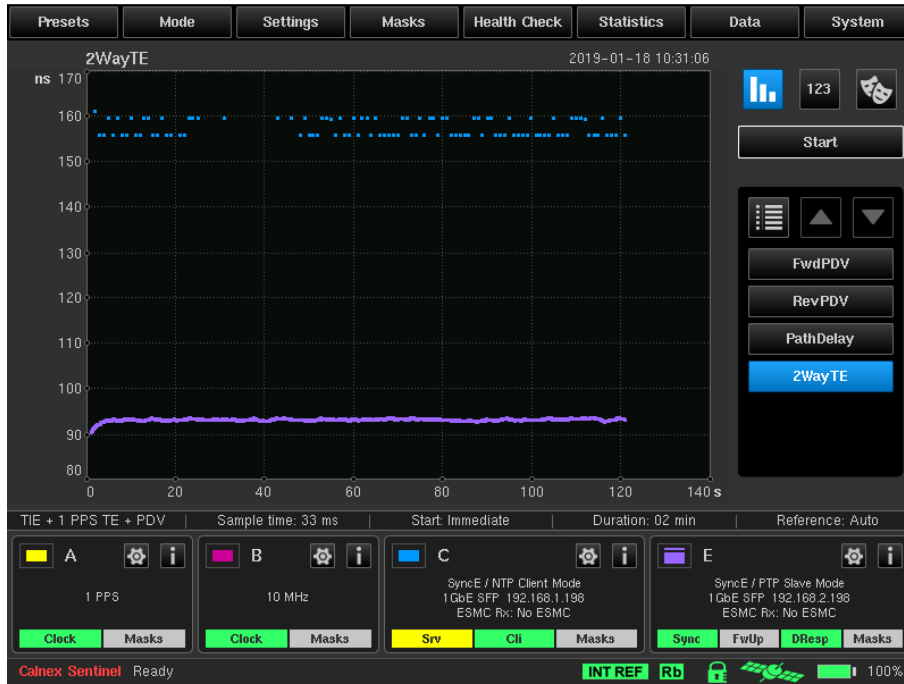 Presets Mode Settings Masks Health Check Statistics Data System
2WayTE 2019-01-18 10:31:06
ns 170
160
150
140
130
120
110
100
90
80
0 20 40 60 80 100 120 140 s
123
Start
FwdPDV
RevPDV
PathDelay
2WayTE
TIE + 1 PPS TE + PDV | Sample time: 33 ms | Start: Immediate | Duration: 02 min | Reference: Auto
A i B i C i E i
1 PPS
10 MHz
SyncE / NTP Client Mode
1GbE SFP 192.168.1.198
ESMC Rx: No ESMC
SyncE / PTP Slave Mode
1GbE SFP 192.168.2.198
ESMC Rx: No ESMC
Clock Masks Clock Masks Srv Cli Masks Sync FwUp DResp Masks
Calnex Sentinel Ready INT REF Rb 100%